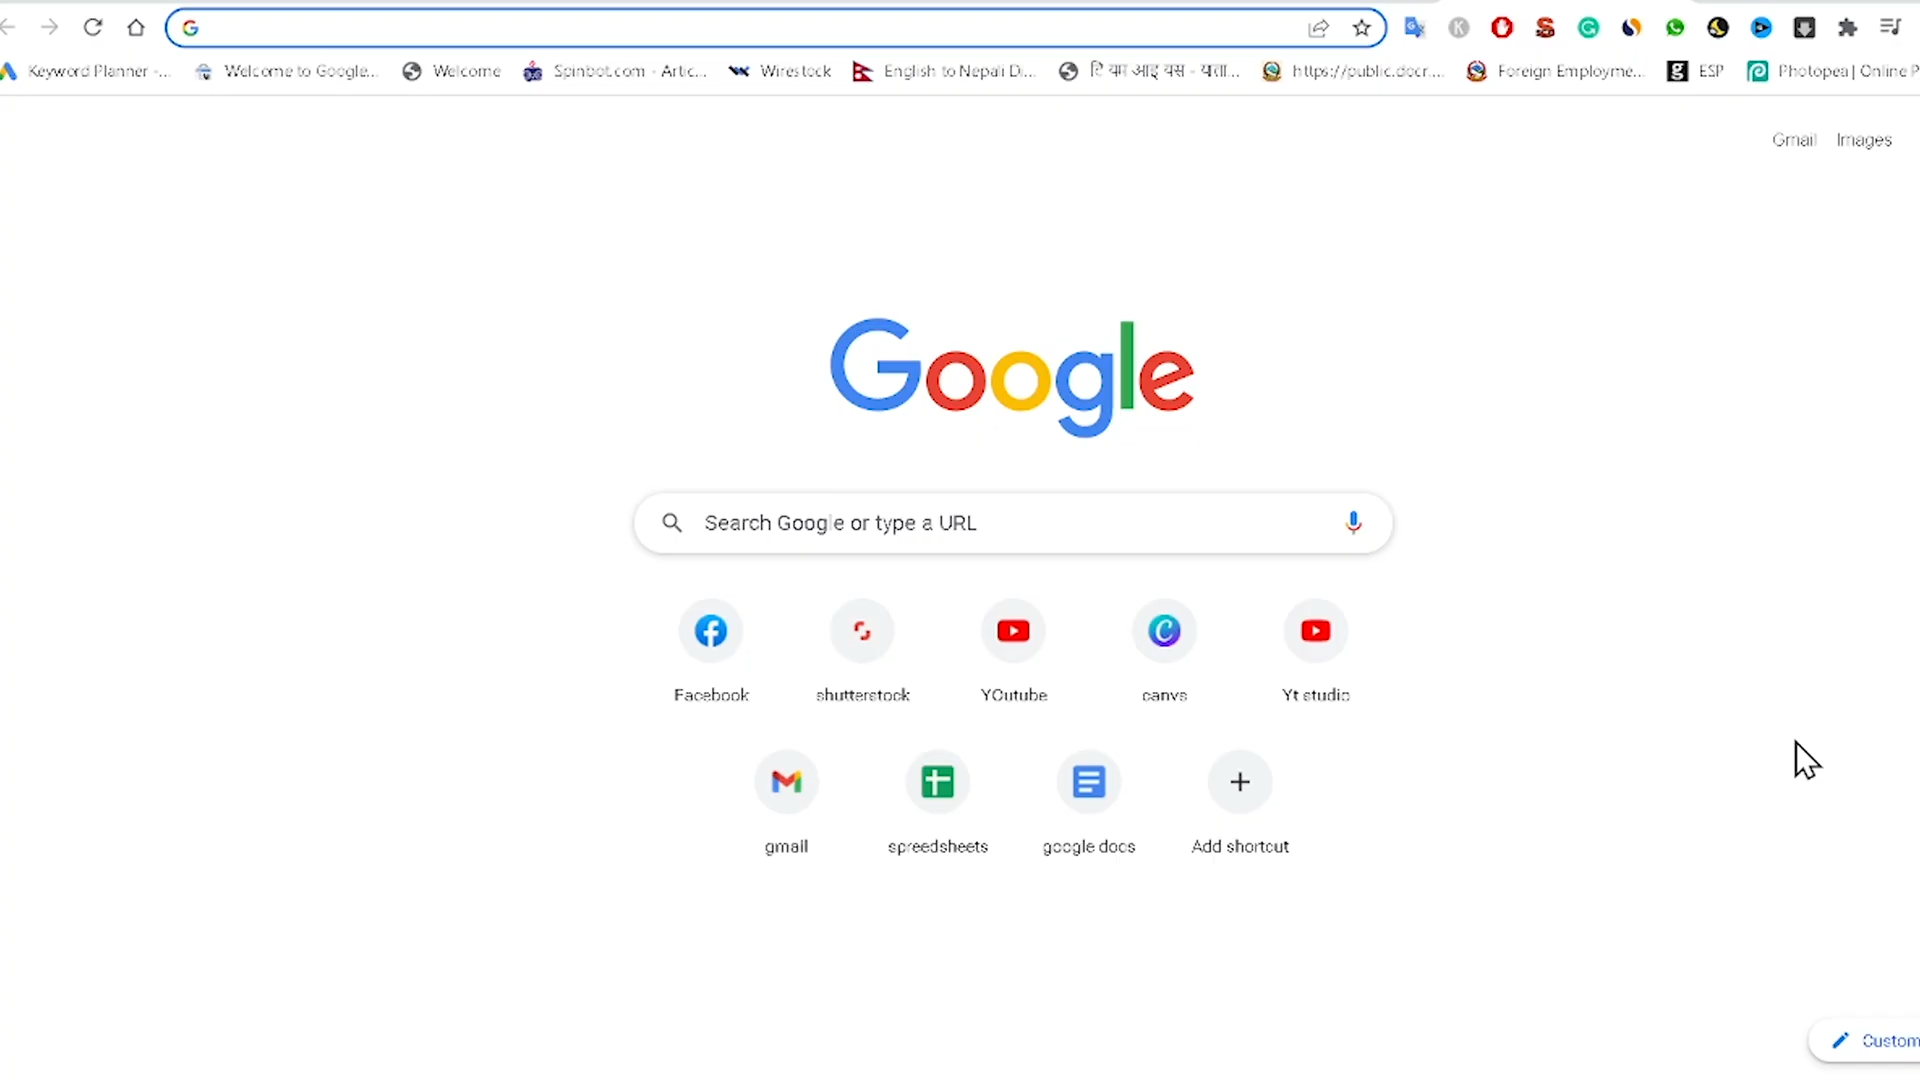 Keyword Planner -...
Welcome to Google...
Welcome
Spinbot.com - Artic...
Wirestock
English to Nepali Di...
https://public.docr....
Foreign Employme...
ESP
Photopea | Online P
Gmail
Images
Google
Search Google or type a URL
Facebook
shutterstock
YOutube
canvs
Yt studio
gmail
spreedsheets
google docs
Add shortcut
Custom